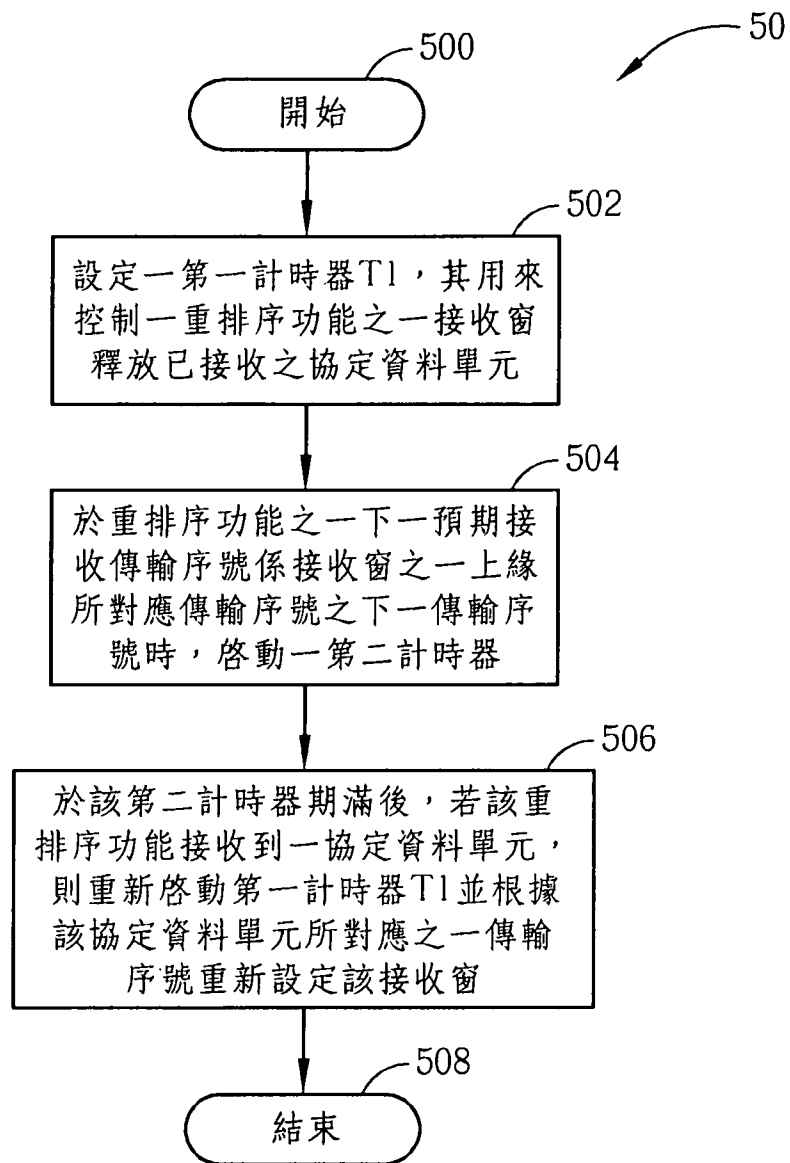 50
500
開始
502
設定一第一計時器T1，其用來
控制一重排序功能之一接收窗
釋放已接收之協定資料單元
504
於重排序功能之一下一預期接
收傳輸序號係接收窗之一上緣
所對應傳輸序號之下一傳輸序
號時，啓動一第二計時器
506
於該第二計時器期滿後，若該重
排序功能接收到一協定資料單元，
則重新啓動第一計時器T1並根據
該協定資料單元所對應之一傳輸
序號重新設定該接收窗
508
結束